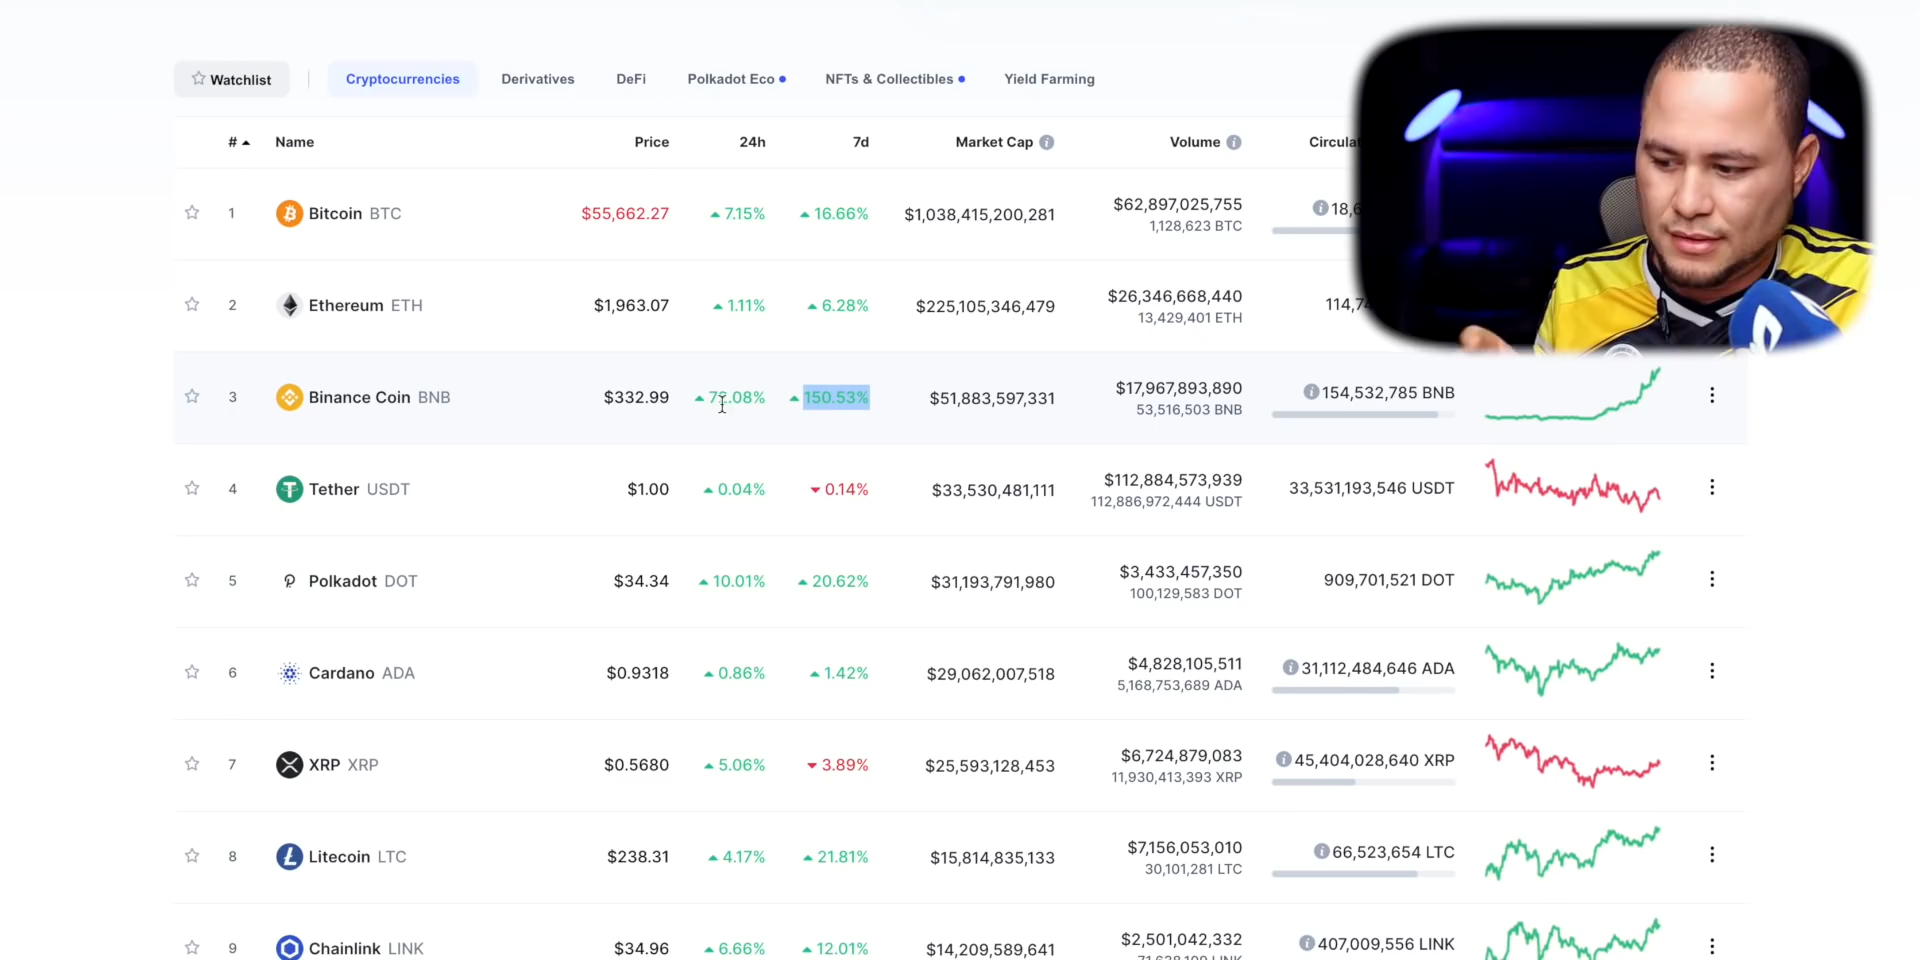 Watchlist
Cryptocurrencies
Derivatives
DeFi
Polkadot Eco
NFTs & Collectibles
Yield Farming
# Name Price 24h 7d Market Cap Volume
1 Bitcoin BTC $55,662.27 7.15% 16.66% $1,038,415,200,281 $62,897,025,755
1,128,623 BTC
2 Ethereum ETH $1,963.07 1.11% 6.28% $225,105,346,479 $26,346,668,440
13,429,401 ETH
3 Binance Coin BNB $332.99 150.53% $51,883,597,331 $17,967,893,890 154,532,785 BNB
53,516,503 BNB
4 Tether USDT $1.00 0.04% 0.14% $33,530,481,111 $112,884,573,939 33,531,193,546 USDT
112,886,972,444 USDT
5 Polkadot DOT $34.34 10.01% 20.62% $31,193,791,980 $3,433,457,350 909,701,521 DOT
100,129,583 DOT
6 Cardano ADA $0.9318 0.86% 1.42% $29,062,007,518 $4,828,105,511 31,112,484,646 ADA
5,168,753,689 ADA
7 XRP XRP $0.5680 5.06% 3.89% $25,593,128,453 $6,724,879,083 45,404,028,640 XRP
11,930,413,393 XRP
8 Litecoin LTC $238.31 4.17% 21.81% $15,814,835,133 $7,156,053,010 66,523,654 LTC
30,101,281 LTC
9 Chainlink LINK $34.96 6.66% 12.01% $14,209,589,641 $2,501,042,332 407,009,556 LINK